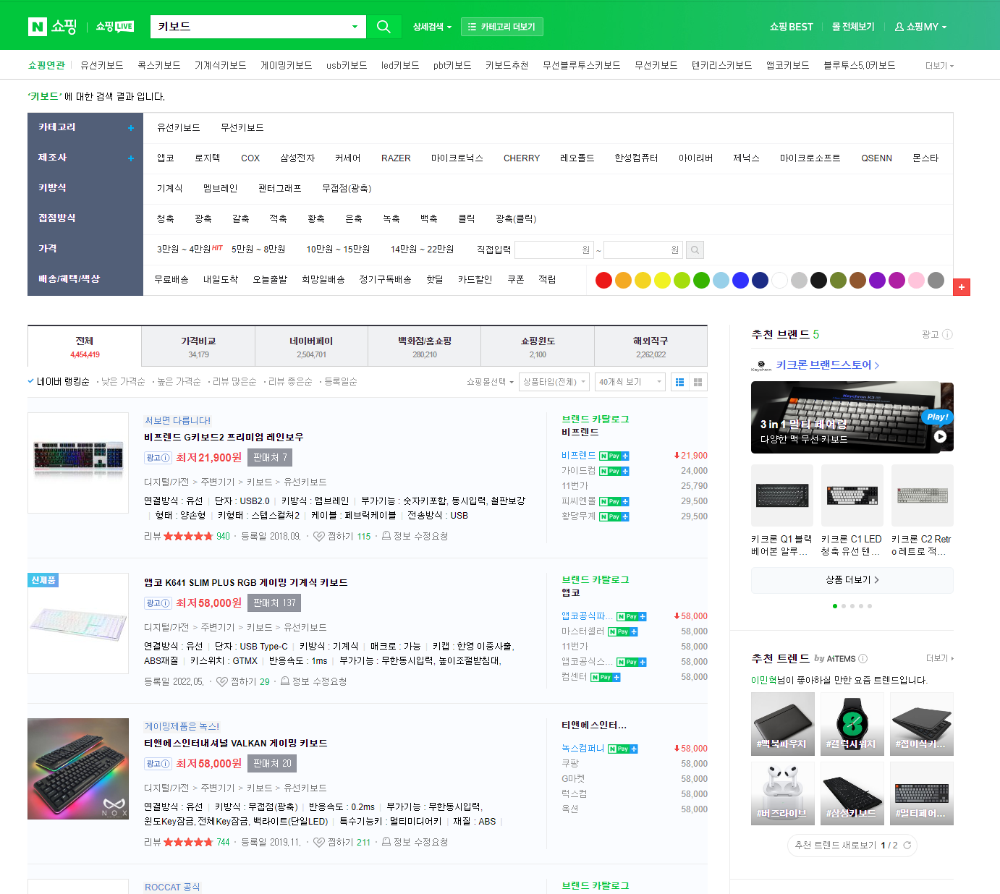 N 쇼핑 쇼핑LIVE 키보드 상세검색 카테고리 더보기 쇼핑 BEST 몰 전체보기 쇼핑MY
쇼핑연관 유선키보드 콕스키보드 기계식키보드 게이밍키보드 usb키보드 led키보드 pbt키보드 키보드추천 무선블루투스키보드 무선키보드 텐키리스키보드 앱코키보드 블루투스5.0키보드 더보기
‘키보드’ 에 대한 검색 결과 입니다.
카테고리 + 유선키보드 무선키보드
제조사 + 앱코 로지텍 COX 삼성전자 커세어 RAZER 마이크로닉스 CHERRY 레오폴드 한성컴퓨터 아이리버 제닉스 마이크로소프트 QSENN 몬스타
키방식 기계식 멤브레인 팬터그래프 무접점(광축)
접점방식 청축 광축 갈축 적축 황축 은축 녹축 백축 클릭 광축(클릭)
가격 3만원 ~ 4만원HIT 5만원 ~ 8만원 10만원 ~ 15만원 14만원 ~ 22만원 직접입력 원 ~ 원
배송/혜택/색상 무료배송 내일도착 오늘출발 희망일배송 정기구독배송 핫딜 카드할인 쿠폰 적립 +
전체 가격비교 네이버페이 백화점/홈쇼핑 쇼핑윈도 해외직구
4,454,419 34,179 2,504,701 280,210 2,100 2,262,022
네이버 랭킹순 · 낮은 가격순 · 높은 가격순 · 리뷰 많은순 · 리뷰 좋은순 · 등록일순 쇼핑몰선택 상품타입(전체) 40개씩 보기
써보면 다릅니다!
비프렌드 G키보드2 프리미엄 레인보우
광고 최저21,900원 판매처 7
디지털/가전 > 주변기기 > 키보드 > 유선키보드
연결방식 : 유선 | 단자 : USB2.0 | 키방식 : 멤브레인 | 부가기능 : 숫자키포함, 동시입력, 철판보강
| 형태 : 양손형 | 키형태 : 스텝스컬처2 | 케이블 : 페브릭케이블 | 전송방식 : USB
리뷰 940 · 등록일 2018.09. · 찜하기 115 · 정보 수정요청
브랜드 카탈로그
비프렌드
비프렌드 N Pay + 21,900
가이드컴 N Pay + 24,000
11번가 25,790
피씨엔몰 N Pay + 29,500
황당무계 N Pay + 29,500
신제품
앱코 K641 SLIM PLUS RGB 게이밍 기계식 키보드
광고 최저58,000원 판매처 137
디지털/가전 > 주변기기 > 키보드 > 유선키보드
연결방식 : 유선 | 단자 : USB Type-C | 키방식 : 기계식 | 매크로 : 가능 | 키캡 : 한영 이중사출,
ABS재질 | 키스위치 : GTMX | 반응속도 : 1ms | 부가기능 : 무한동시입력, 높이조절받침대,
등록일 2022.05. · 찜하기 29 · 정보 수정요청
브랜드 카탈로그
앱코
앱코공식파... N Pay + 58,000
마스터셀러 N Pay + 58,000
11번가 58,000
앱코공식스... N Pay + 58,000
컴센터 N Pay + 58,000
NOX
게이밍제품은 녹스!
티앤에스인터내셔널 VALKAN 게이밍 키보드
광고 최저58,000원 판매처 20
디지털/가전 > 주변기기 > 키보드 > 유선키보드
연결방식 : 유선 | 키방식 : 무접점(광축) | 반응속도 : 0.2ms | 부가기능 : 무한동시입력,
윈도Key잠금, 전체Key잠금, 백라이트(단일LED) | 특수기능키 : 멀티미디어키 | 재질 : ABS |
리뷰 744 · 등록일 2019.11. · 찜하기 211 · 정보 수정요청
티앤에스인터...
녹스컴퍼니 N Pay + 58,000
쿠팡 58,000
G마켓 58,000
럭스컴 58,000
옥션 58,000
ROCCAT 공식
브랜드 카탈로그
추천 브랜드 5 광고
Keychron 키크론 브랜드스토어 >
Keychron K3
3 in 1 멀티 페어링
다양한 맥 무선 키보드
Play!
키크론 Q1 블랙 키크론 C1 LED 키크론 C2 Retr
베어본 알루... 청축 유선 텐... o 레트로 적...
상품 더보기 >
추천 트렌드 by AiTEMS 더보기
이민혁님이 좋아하실 만한 요즘 트렌드입니다.
#맥북파우치 #갤럭시워치 #접이식키...
#버즈라이브 #삼성키보드 #멀티페어...
추천 트렌드 새로보기 1 / 2